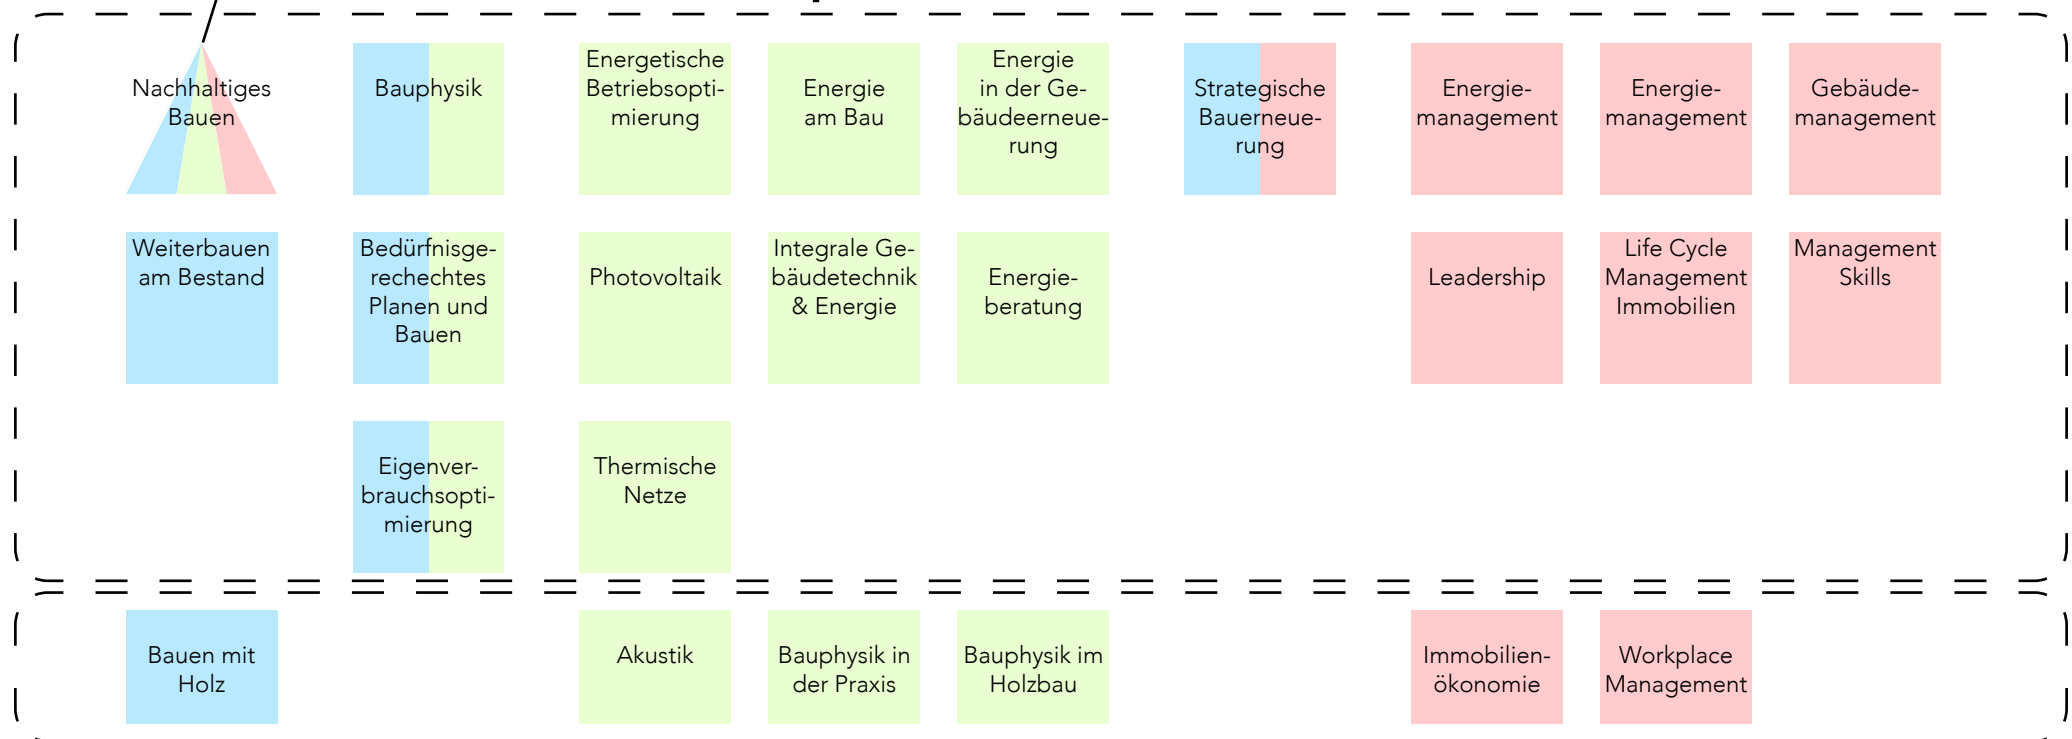 Nachhaltiges
Bauen
Bauphysik
Energetische
Betriebsopti-
mierung
Energie
am Bau
Energie
in der Ge-
bäudeerneue-
rung
Strategische
Bauerneue-
rung
Energie-
management
Energie-
management
Gebäude-
management
Weiterbauen
am Bestand
Bedürfnisge-
rechechtes
Planen und
Bauen
Photovoltaik
Integrale Ge-
bäudetechnik
& Energie
Energie-
beratung
Leadership
Life Cycle
Management
Immobilien
Management
Skills
Eigenver-
brauchsopti-
mierung
Thermische
Netze
Bauen mit
Holz
Akustik
Bauphysik in
der Praxis
Bauphysik im
Holzbau
Immobilien-
ökonomie
Workplace
Management